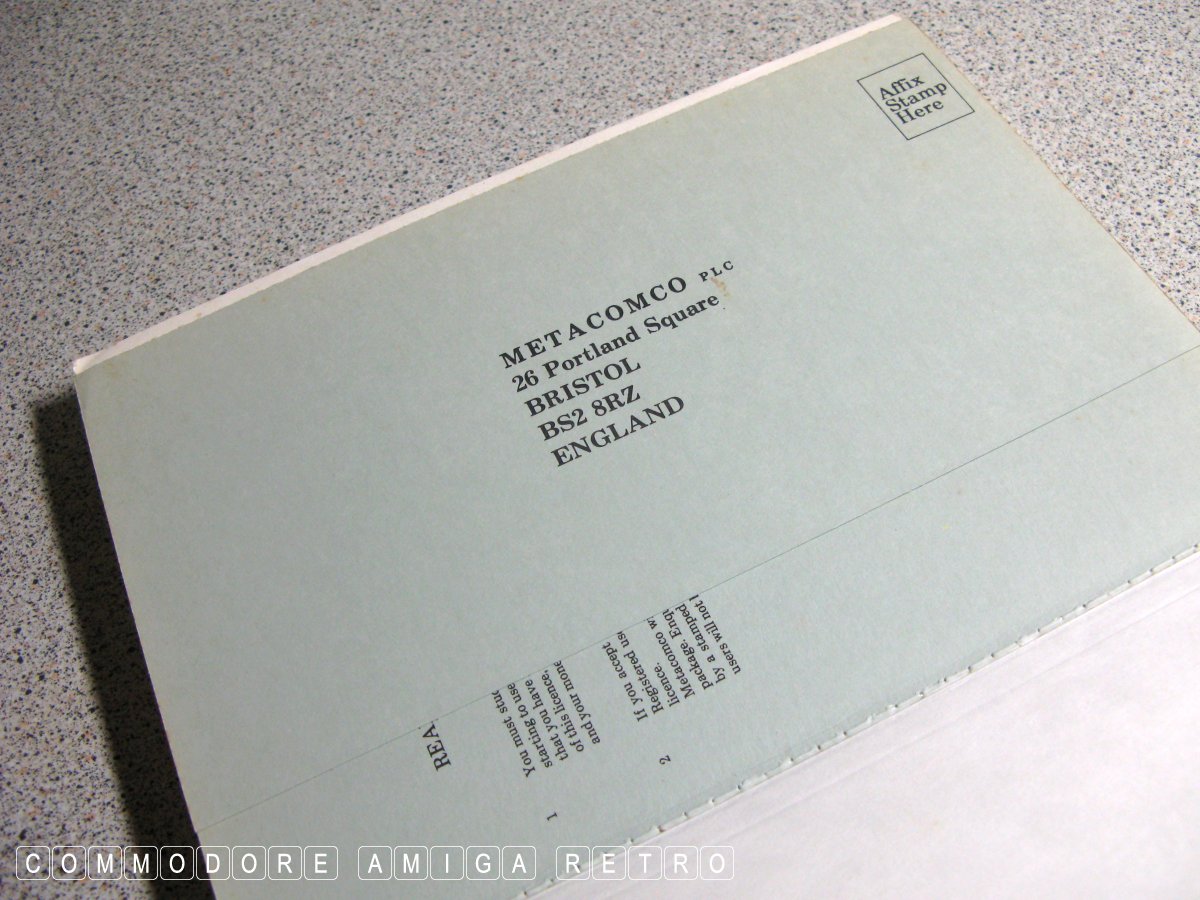 Affix
Stamp
Here
METACOMCO PLC
26 Portland Square
BRISTOL
BS2 8RZ
ENGLAND
REA
1
You must stu
starting to use
that you have
of this licence,
and your mone
2
If you accept
Registered us
licence.
Metacomco w
package. Enq
by a stamped
users will not
COMMODORE AMIGA RETRO